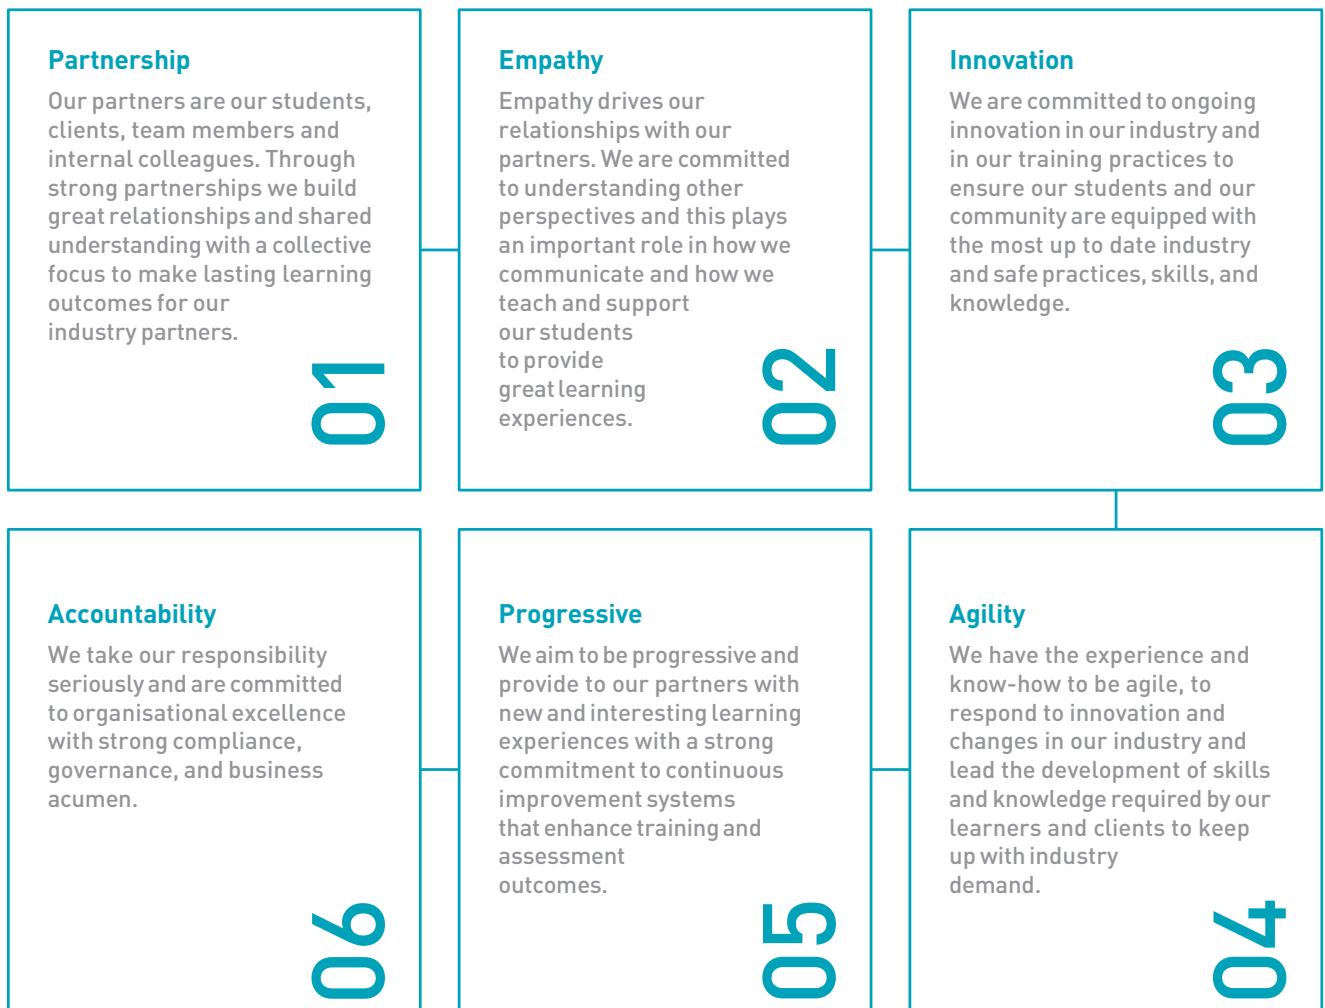 Partnership
Our partners are our students,
clients, team members and
internal colleagues. Through
strong partnerships we build
great relationships and shared
understanding with a collective
focus to make lasting learning
outcomes for our
industry partners.
01
Empathy
Empathy drives our
relationships with our
partners. We are committed
to understanding other
perspectives and this plays
an important role in how we
communicate and how we
teach and support
our students
to provide
great learning
experiences.
02
Innovation
We are committed to ongoing
innovation in our industry and
in our training practices to
ensure our students and our
community are equipped with
the most up to date industry
and safe practices, skills, and
knowledge.
03
Agility
We have the experience and
know-how to be agile, to
respond to innovation and
changes in our industry and
lead the development of skills
and knowledge required by our
learners and clients to keep
up with industry
demand.
04
Progressive
We aim to be progressive and
provide to our partners with
new and interesting learning
experiences with a strong
commitment to continuous
improvement systems
that enhance training and
assessment
outcomes.
05
Accountability
We take our responsibility
seriously and are committed
to organisational excellence
with strong compliance,
governance, and business
acumen.
06